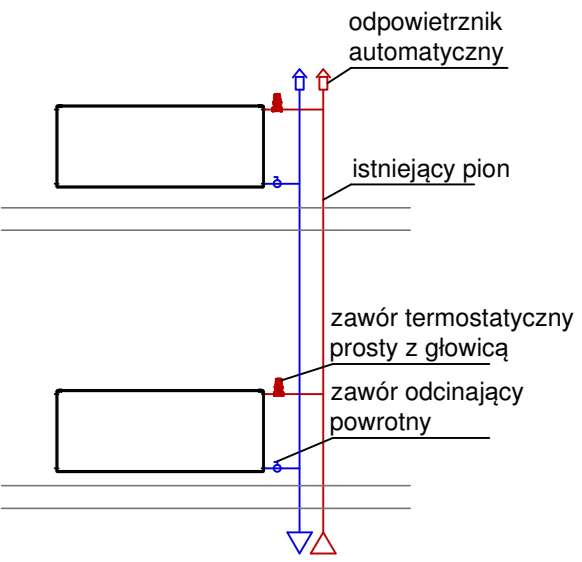 odpowietrznik
automatyczny
istniejący pion
zawór termostatyczny
prosty z głowicą
zawór odcinający
powrotny